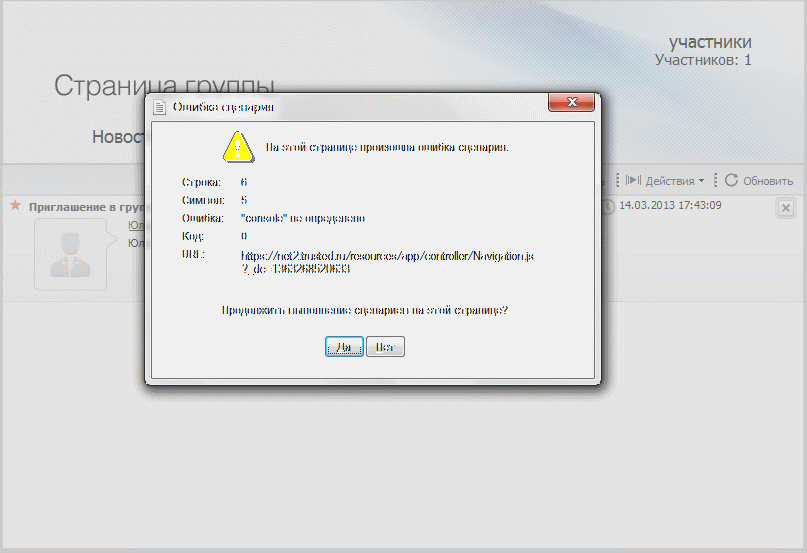 участники
Участников: 1
Страница группы
Новост
Ошибка сценария
На этой странице произошла ошибка сценария.
Строка: 6
Символ: 5
Ошибка: "console" не определено
Код: 0
URL: https://net2.trusted.ru/resources/app/controller/Navigation.js
?_dc=1363268520633
Продолжить выполнение сценариев на этой странице?
Да Нет
Действия
Обновить
Приглашение в груп
14.03.2013 17:43:09
Юл
Юл